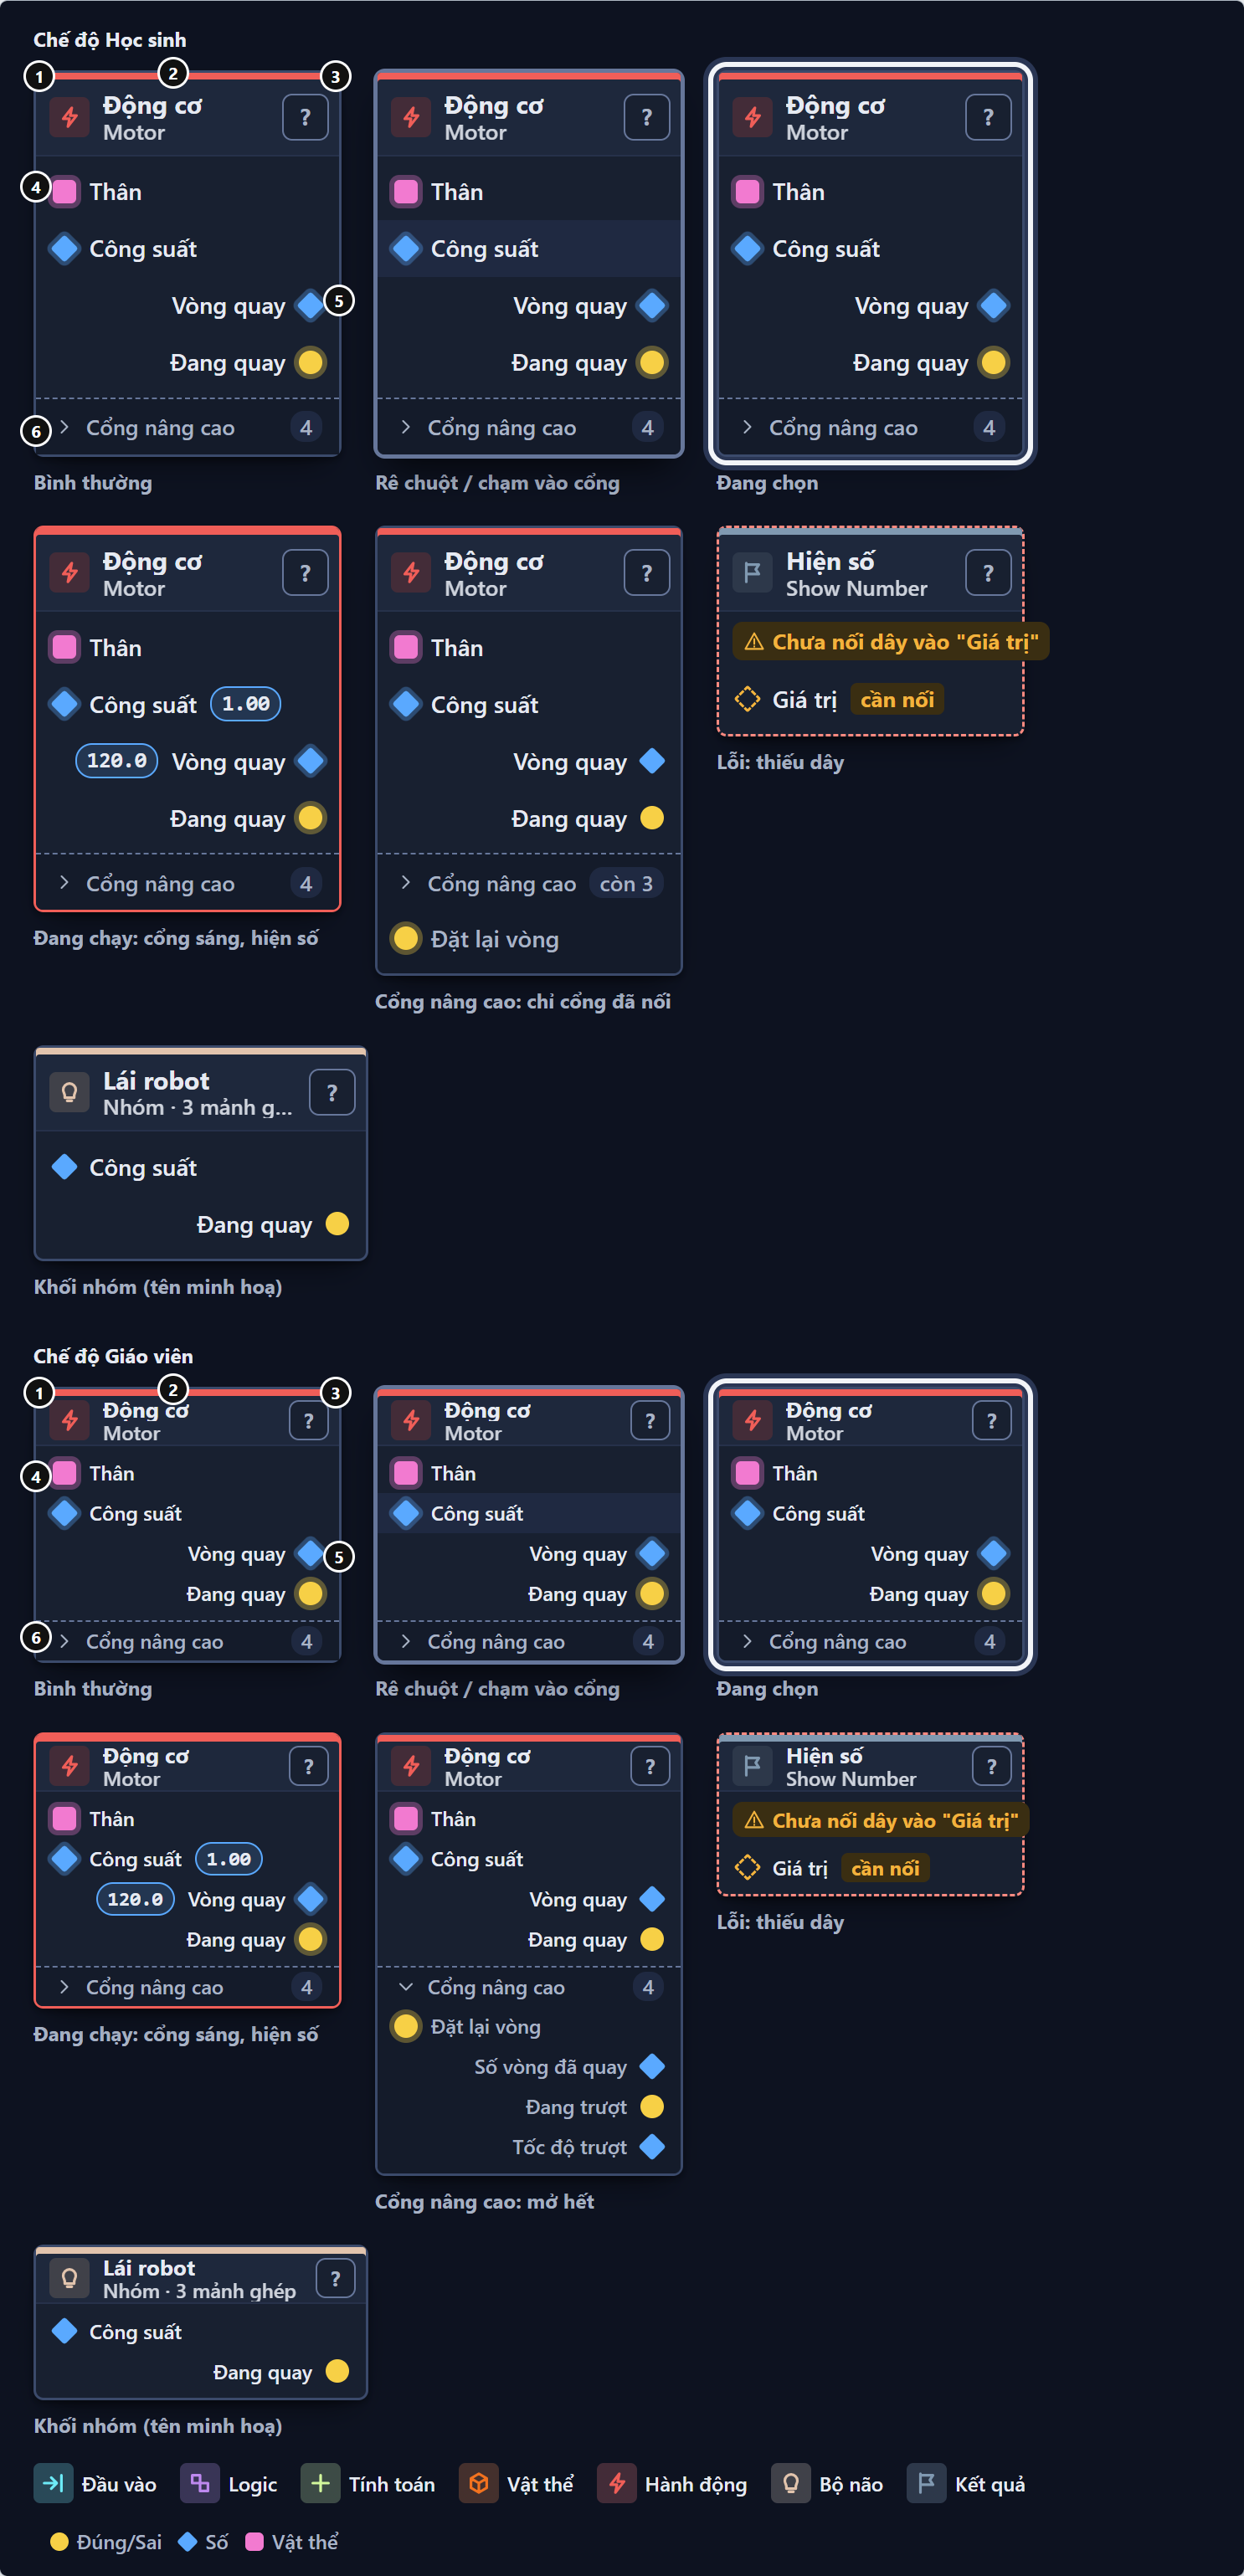 Chế độ Học sinh
1 2 3
Động cơ
Motor
?
4 Thân
Công suất
Vòng quay 5
Đang quay
6 Cổng nâng cao 4
Bình thường
Động cơ
Motor
?
Thân
Công suất
Vòng quay
Đang quay
Cổng nâng cao 4
Rê chuột / chạm vào cổng
Động cơ
Motor
?
Thân
Công suất
Vòng quay
Đang quay
Cổng nâng cao 4
Đang chọn
Động cơ
Motor
?
Thân
Công suất 1.00
120.0 Vòng quay
Đang quay
Cổng nâng cao 4
Đang chạy: cổng sáng, hiện số
Động cơ
Motor
?
Thân
Công suất
Vòng quay
Đang quay
Cổng nâng cao còn 3
Đặt lại vòng
Cổng nâng cao: chỉ cổng đã nối
Hiện số
Show Number
?
Chưa nối dây vào "Giá trị"
Giá trị cần nối
Lỗi: thiếu dây
Lái robot
Nhóm · 3 mảnh g...
?
Công suất
Đang quay
Khối nhóm (tên minh hoạ)
Chế độ Giáo viên
1 2 3
Động cơ
Motor
?
4 Thân
Công suất
Vòng quay 5
Đang quay
6 Cổng nâng cao 4
Bình thường
Động cơ
Motor
?
Thân
Công suất
Vòng quay
Đang quay
Cổng nâng cao 4
Rê chuột / chạm vào cổng
Động cơ
Motor
?
Thân
Công suất
Vòng quay
Đang quay
Cổng nâng cao 4
Đang chọn
Động cơ
Motor
?
Thân
Công suất 1.00
120.0 Vòng quay
Đang quay
Cổng nâng cao 4
Đang chạy: cổng sáng, hiện số
Động cơ
Motor
?
Thân
Công suất
Vòng quay
Đang quay
Cổng nâng cao 4
Đặt lại vòng
Số vòng đã quay
Đang trượt
Tốc độ trượt
Cổng nâng cao: mở hết
Hiện số
Show Number
?
Chưa nối dây vào "Giá trị"
Giá trị cần nối
Lỗi: thiếu dây
Lái robot
Nhóm · 3 mảnh ghép
?
Công suất
Đang quay
Khối nhóm (tên minh hoạ)
Đầu vào Logic Tính toán Vật thể Hành động Bộ não Kết quả
Đúng/Sai Số Vật thể